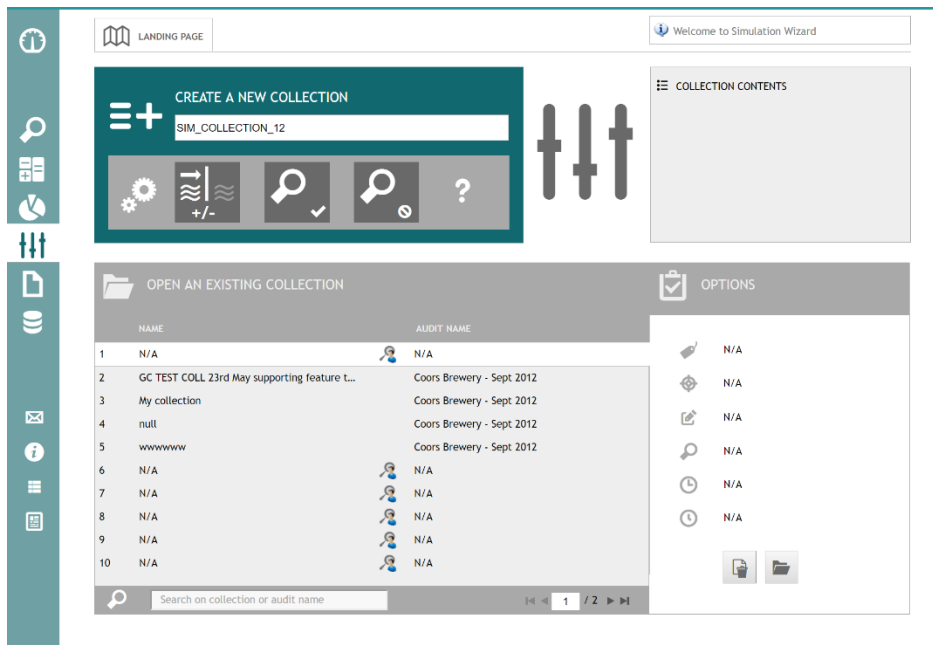 LANDING PAGE
Welcome to Simulation Wizard
CREATE A NEW COLLECTION
SIM_COLLECTION_12
+/-
?
COLLECTION CONTENTS
OPEN AN EXISTING COLLECTION
OPTIONS
NAME AUDIT NAME
1 N/A N/A
2 GC TEST COLL 23rd May supporting feature t... Coors Brewery - Sept 2012
3 My collection Coors Brewery - Sept 2012
4 null Coors Brewery - Sept 2012
5 wwwwww Coors Brewery - Sept 2012
6 N/A N/A
7 N/A N/A
8 N/A N/A
9 N/A N/A
10 N/A N/A
Search on collection or audit name
1 / 2
N/A
N/A
N/A
N/A
N/A
N/A